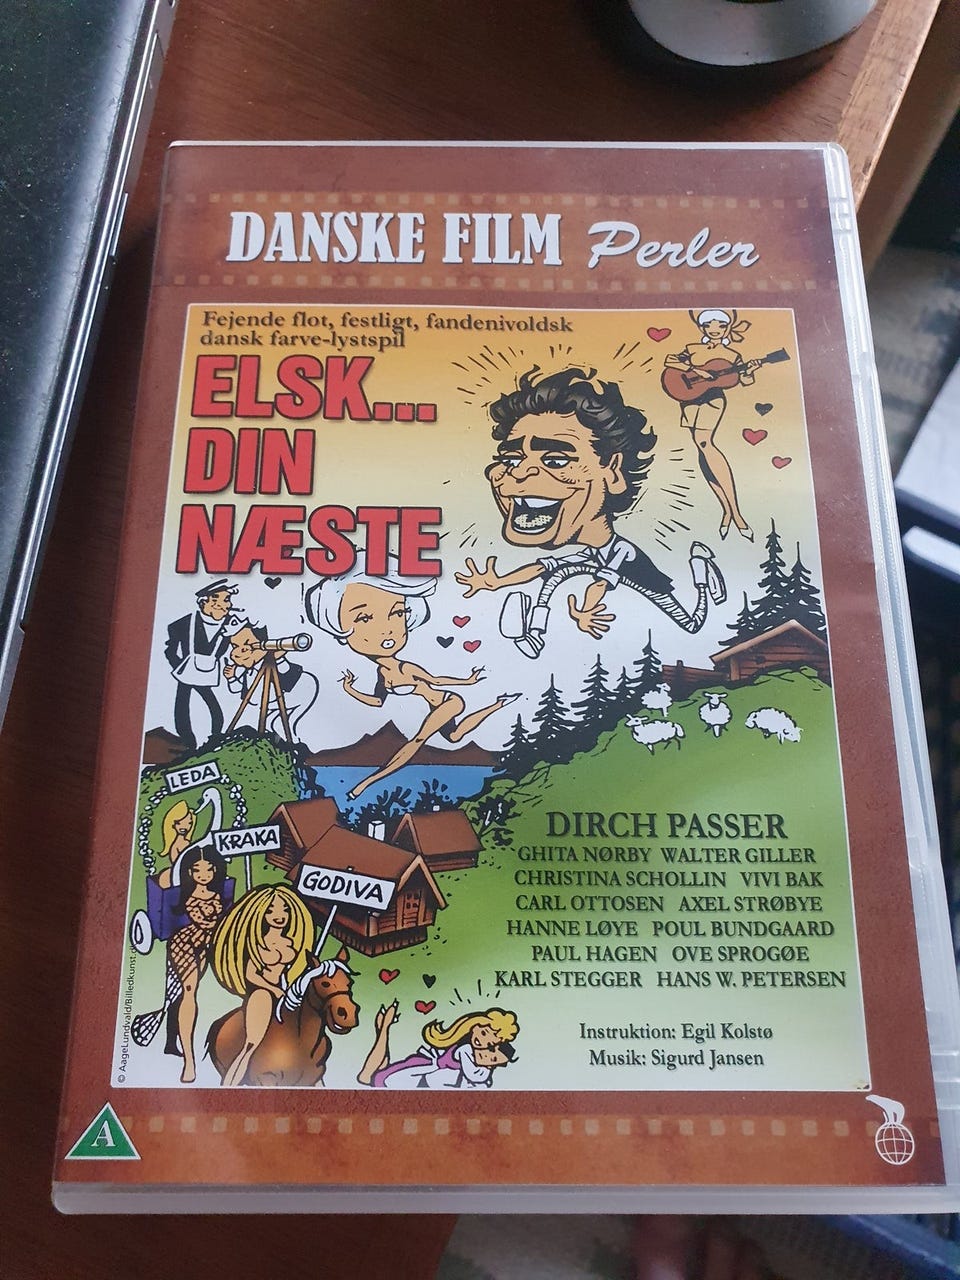 DANSKE FILM Perler
Fejende flot, festligt, fandenivoldsk
dansk farve-lystspil
ELSK...
DIN
NÆSTE
LEDA
KRAKA
GODIVA
DIRCH PASSER
GHITA NØRBY WALTER GILLER
CHRISTINA SCHOLLIN VIVI BAK
CARL OTTOSEN AXEL STRØBYE
HANNE LØYE POUL BUNDGAARD
PAUL HAGEN OVE SPROGØE
KARL STEGGER HANS W. PETERSEN
Instruktion: Egil Kolstø
Musik: Sigurd Jansen
© AageLundvald/Billedkunst.d
A